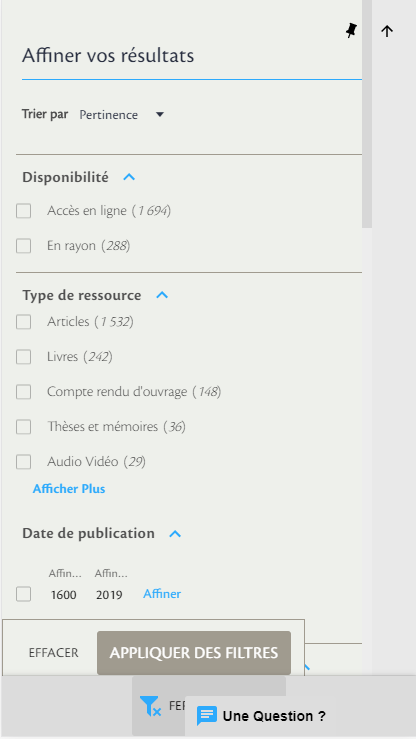 Affiner vos résultats
Trier par Pertinence
Disponibilité
Accès en ligne (1 694)
En rayon (288)
Type de ressource
Articles (1 532)
Livres (242)
Compte rendu d'ouvrage (148)
Thèses et mémoires (36)
Audio Vidéo (29)
Afficher Plus
Date de publication
Affin... Affin...
1600 2019 Affiner
EFFACER APPLIQUER DES FILTRES
Une Question ?